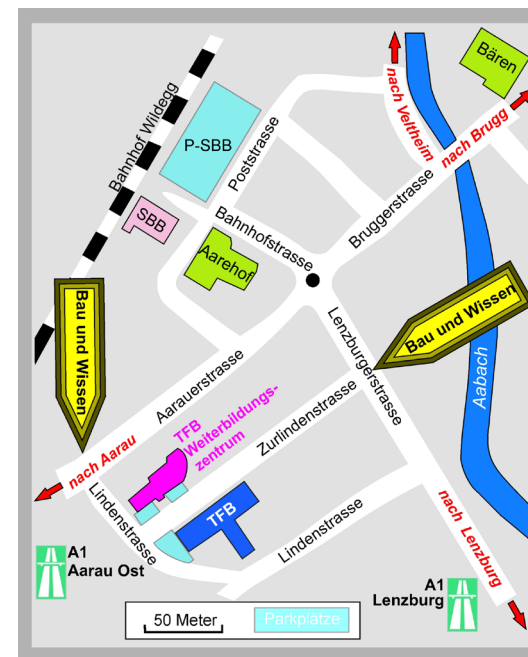 Bahnhof Wildegg
P-SBB
Poststrasse
SBB
Bahnhofstrasse
Aarehof
nach Veltheim
Bären
nach Brugg
Bruggerstrasse
Bau und Wissen
Bau und Wissen
Aabach
Lenzburgerstrasse
Aarauerstrasse
TFB
Weiterbildungs-
zentrum
Zurlindenstrasse
nach Aarau
Lindenstrasse
TFB
Lindenstrasse
nach Lenzburg
A1
Aarau Ost
A1
Lenzburg
50 Meter
Parkplätze